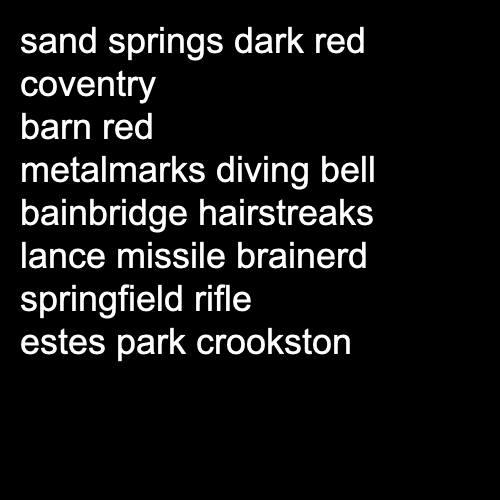 sand springs dark red
coventry
barn red
metalmarks diving bell
bainbridge hairstreaks
lance missile brainerd
springfield rifle
estes park crookston